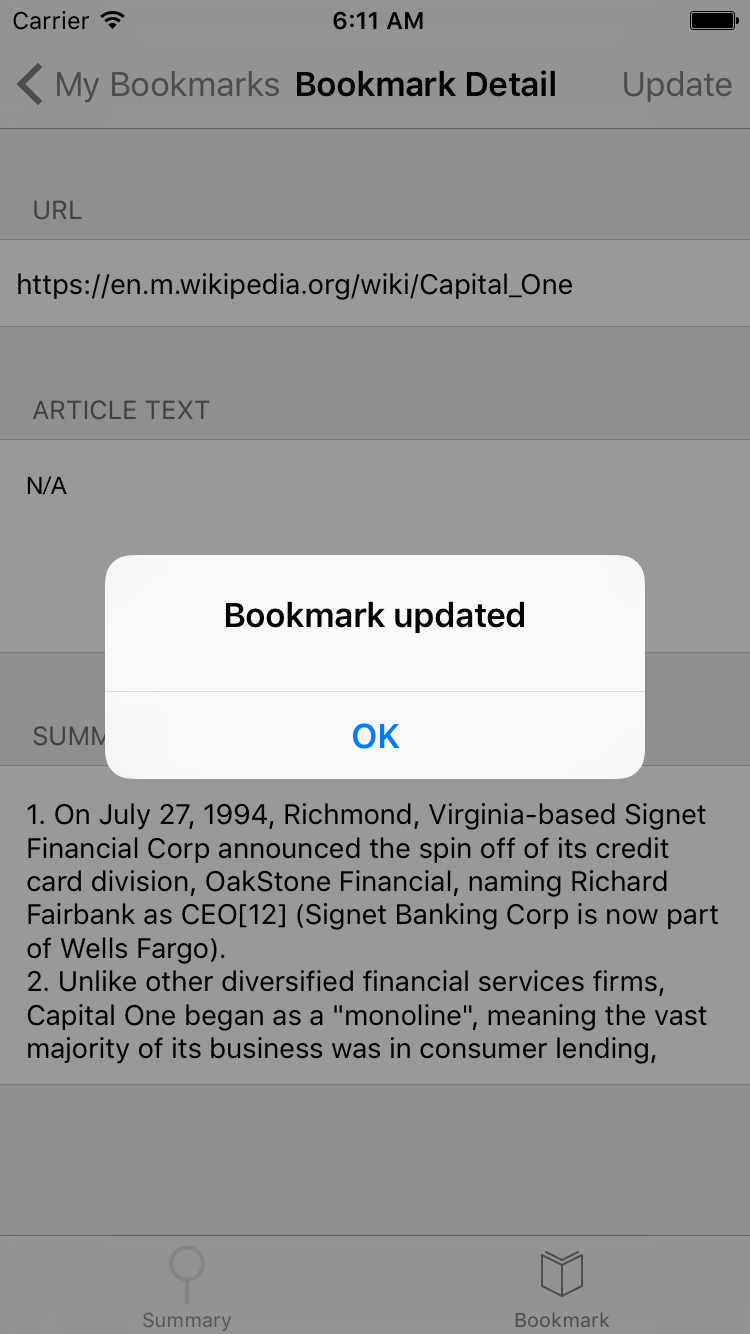 Carrier 6:11 AM
My Bookmarks Bookmark Detail Update
URL
https://en.m.wikipedia.org/wiki/Capital_One
ARTICLE TEXT
N/A
Bookmark updated
OK
SUMM
1. On July 27, 1994, Richmond, Virginia-based Signet
Financial Corp announced the spin off of its credit
card division, OakStone Financial, naming Richard
Fairbank as CEO[12] (Signet Banking Corp is now part
of Wells Fargo).
2. Unlike other diversified financial services firms,
Capital One began as a "monoline", meaning the vast
majority of its business was in consumer lending,
Summary Bookmark